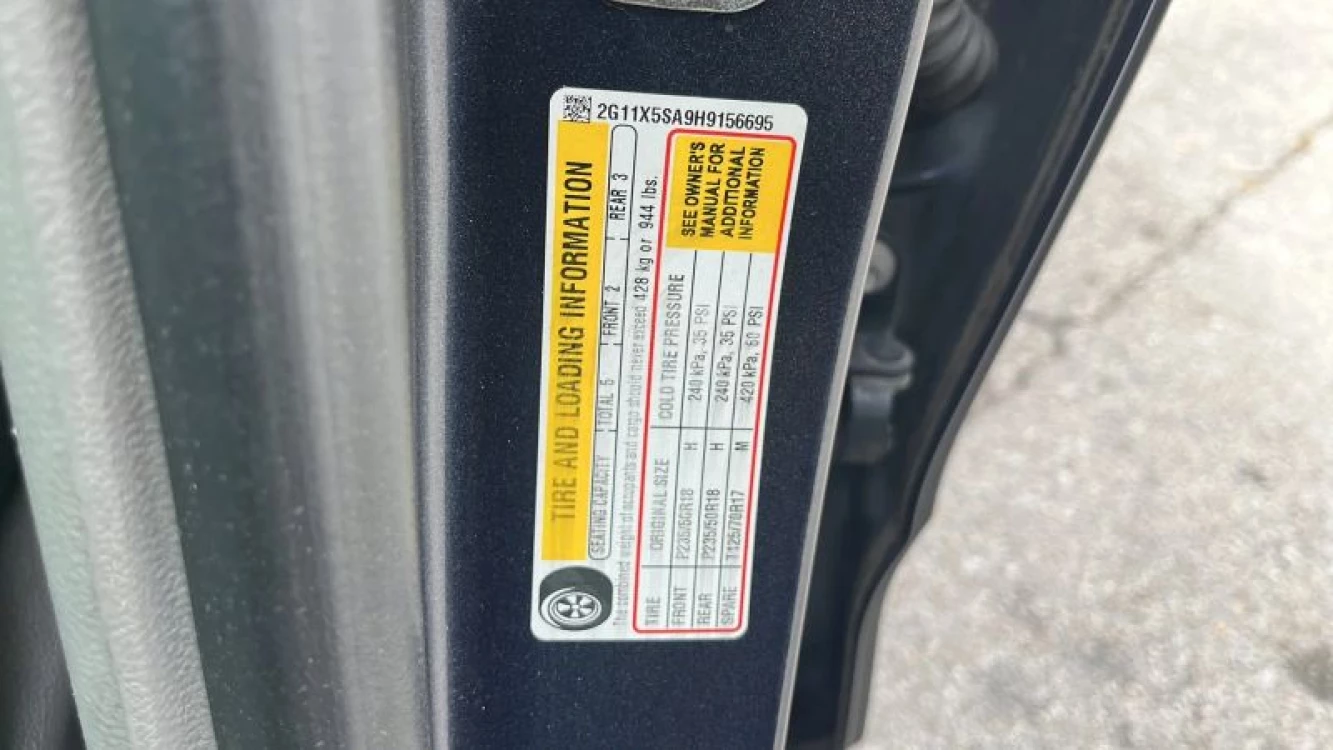 2G11X5SA9H9156695
TIRE AND LOADING INFORMATION
SEATING CAPACITY TOTAL 5 FRONT 2 REAR 3
The combined weight of occupants and cargo should never exceed 428 kg or 944 lbs.
TIRE ORIGINAL SIZE COLD TIRE PRESSURE
FRONT P235/50R18 H 240 kPa, 35 PSI
REAR P235/50R18 H 240 kPa, 35 PSI
SPARE T125/70R17 M 420 kPa, 60 PSI
SEE OWNER'S
MANUAL FOR
ADDITIONAL
INFORMATION